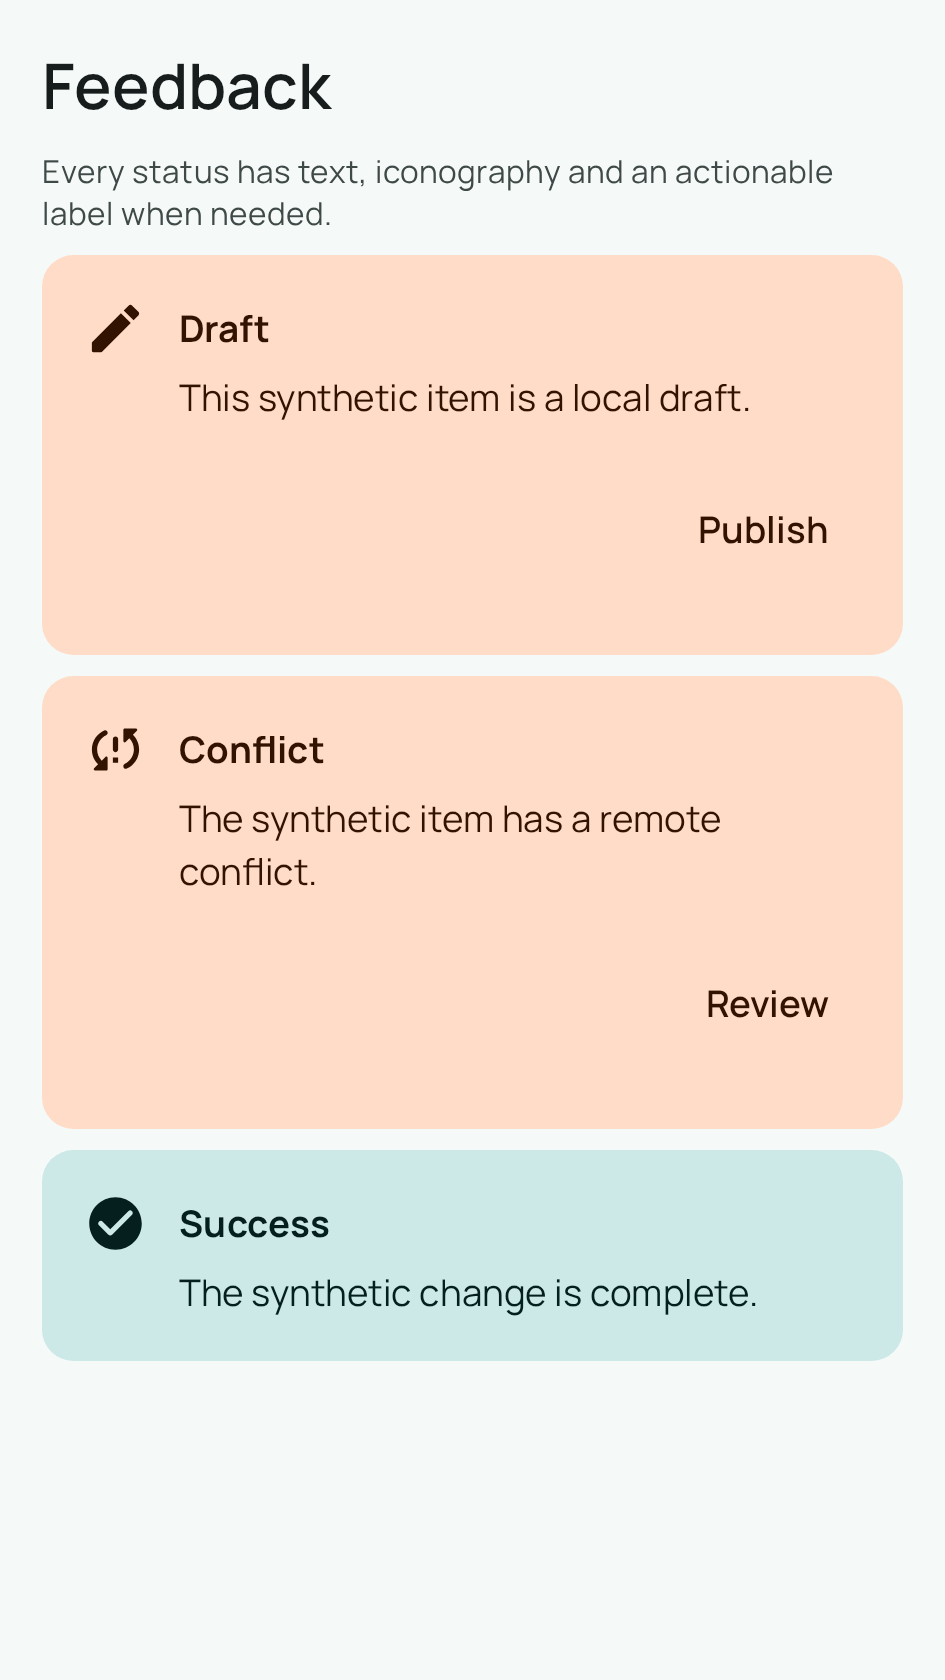 Feedback
Every status has text, iconography and an actionable
label when needed.
Draft
This synthetic item is a local draft.
Publish
Conflict
The synthetic item has a remote
conflict.
Review
Success
The synthetic change is complete.